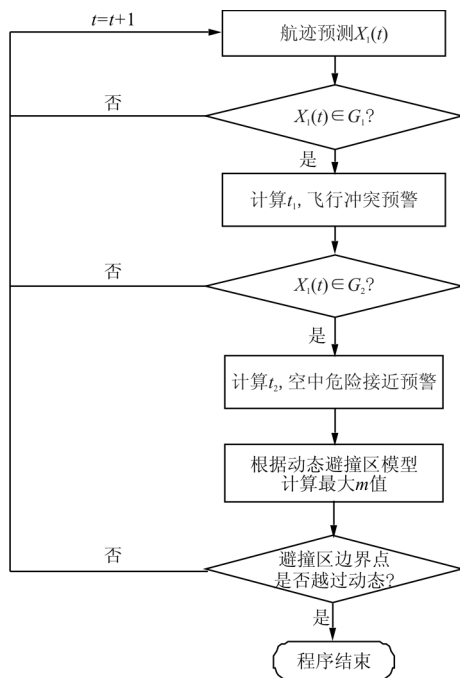 t=t+1
航迹预测X₁(t)
否
X₁(t)∈G₁?
是
计算t₁, 飞行冲突预警
否
X₁(t)∈G₂?
是
计算t₂, 空中危险接近预警
根据动态避撞区模型
计算最大m值
否
避撞区边界点
是否越过动态?
是
程序结束